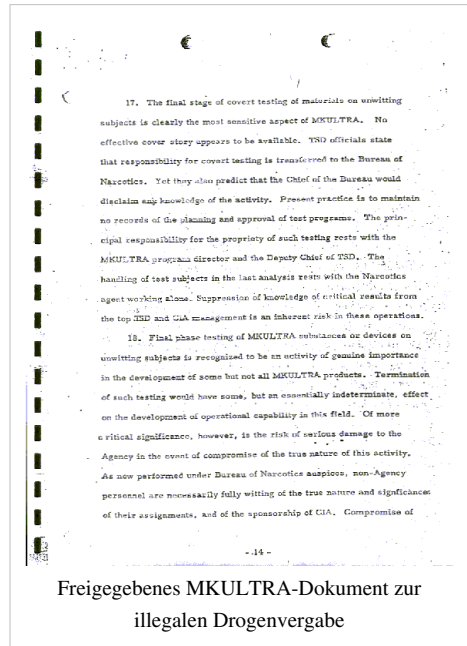 17. The final stage of covert testing of materials on unwitting
subjects is clearly the most sensitive aspect of MKULTRA. No
effective cover story appears to be available. TSD officials state
that responsibility for covert testing is transferred to the Bureau of
Narcotics. Yet they also predict that the Chief of the Bureau would
disclaim any knowledge of the activity. Present practice is to maintain
no records of the planning and approval of test programs. The prin-
cipal responsibility for the propriety of such testing rests with the
MKULTRA program director and the Deputy Chief of TSD. The
handling of test subjects in the last analysis rests with the Narcotics
agent working alone. Suppression of knowledge of critical results from
the top TSD and CIA management is an inherent risk in these operations.
18. Final phase testing of MKULTRA substances or devices on
unwitting subjects is recognized to be an activity of genuine importance
in the development of some but not all MKULTRA products. Termination
of such testing would have some, but an essentially indeterminate, effect
on the development of operational capability in this field. Of more
critical significance, however, is the risk of serious damage to the
Agency in the event of compromise of the true nature of this activity.
As now performed under Bureau of Narcotics auspices, non-Agency
personnel are necessarily fully witting of the true nature and signficances
of their assignments, and of the sponsorship of CIA. Compromise of
- 14 -
Freigegebenes MKULTRA-Dokument zur
illegalen Drogenvergabe